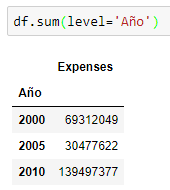 df.sum(level='Año')
Expenses
Año
2000 69312049
2005 30477622
2010 139497377